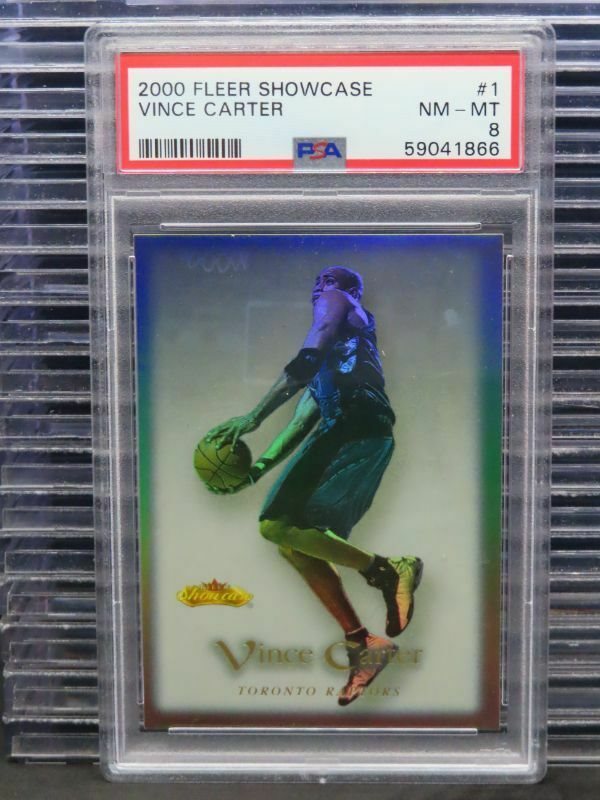 2000 FLEER SHOWCASE #1
VINCE CARTER NM - MT
8
PSA 59041866
Showcase
Vince Carter
TORONTO RAPTORS